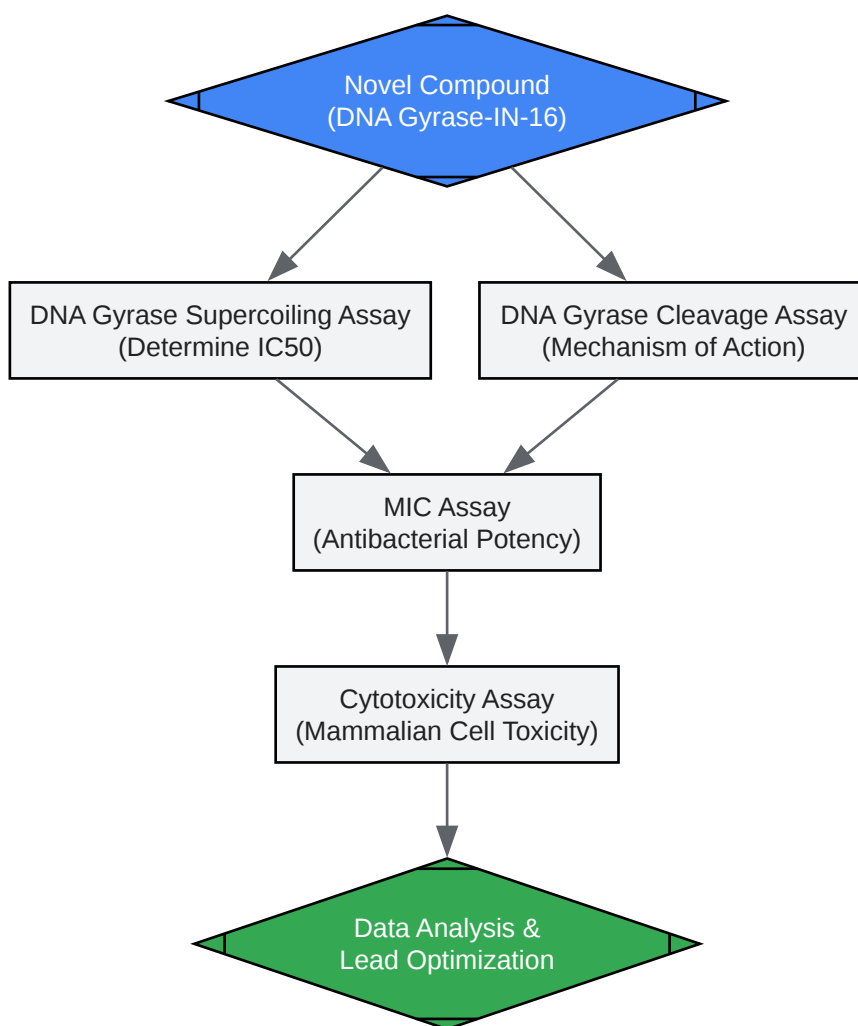 Novel Compound
(DNA Gyrase-IN-16)
DNA Gyrase Supercoiling Assay
(Determine IC50)
DNA Gyrase Cleavage Assay
(Mechanism of Action)
MIC Assay
(Antibacterial Potency)
Cytotoxicity Assay
(Mammalian Cell Toxicity)
Data Analysis &
Lead Optimization